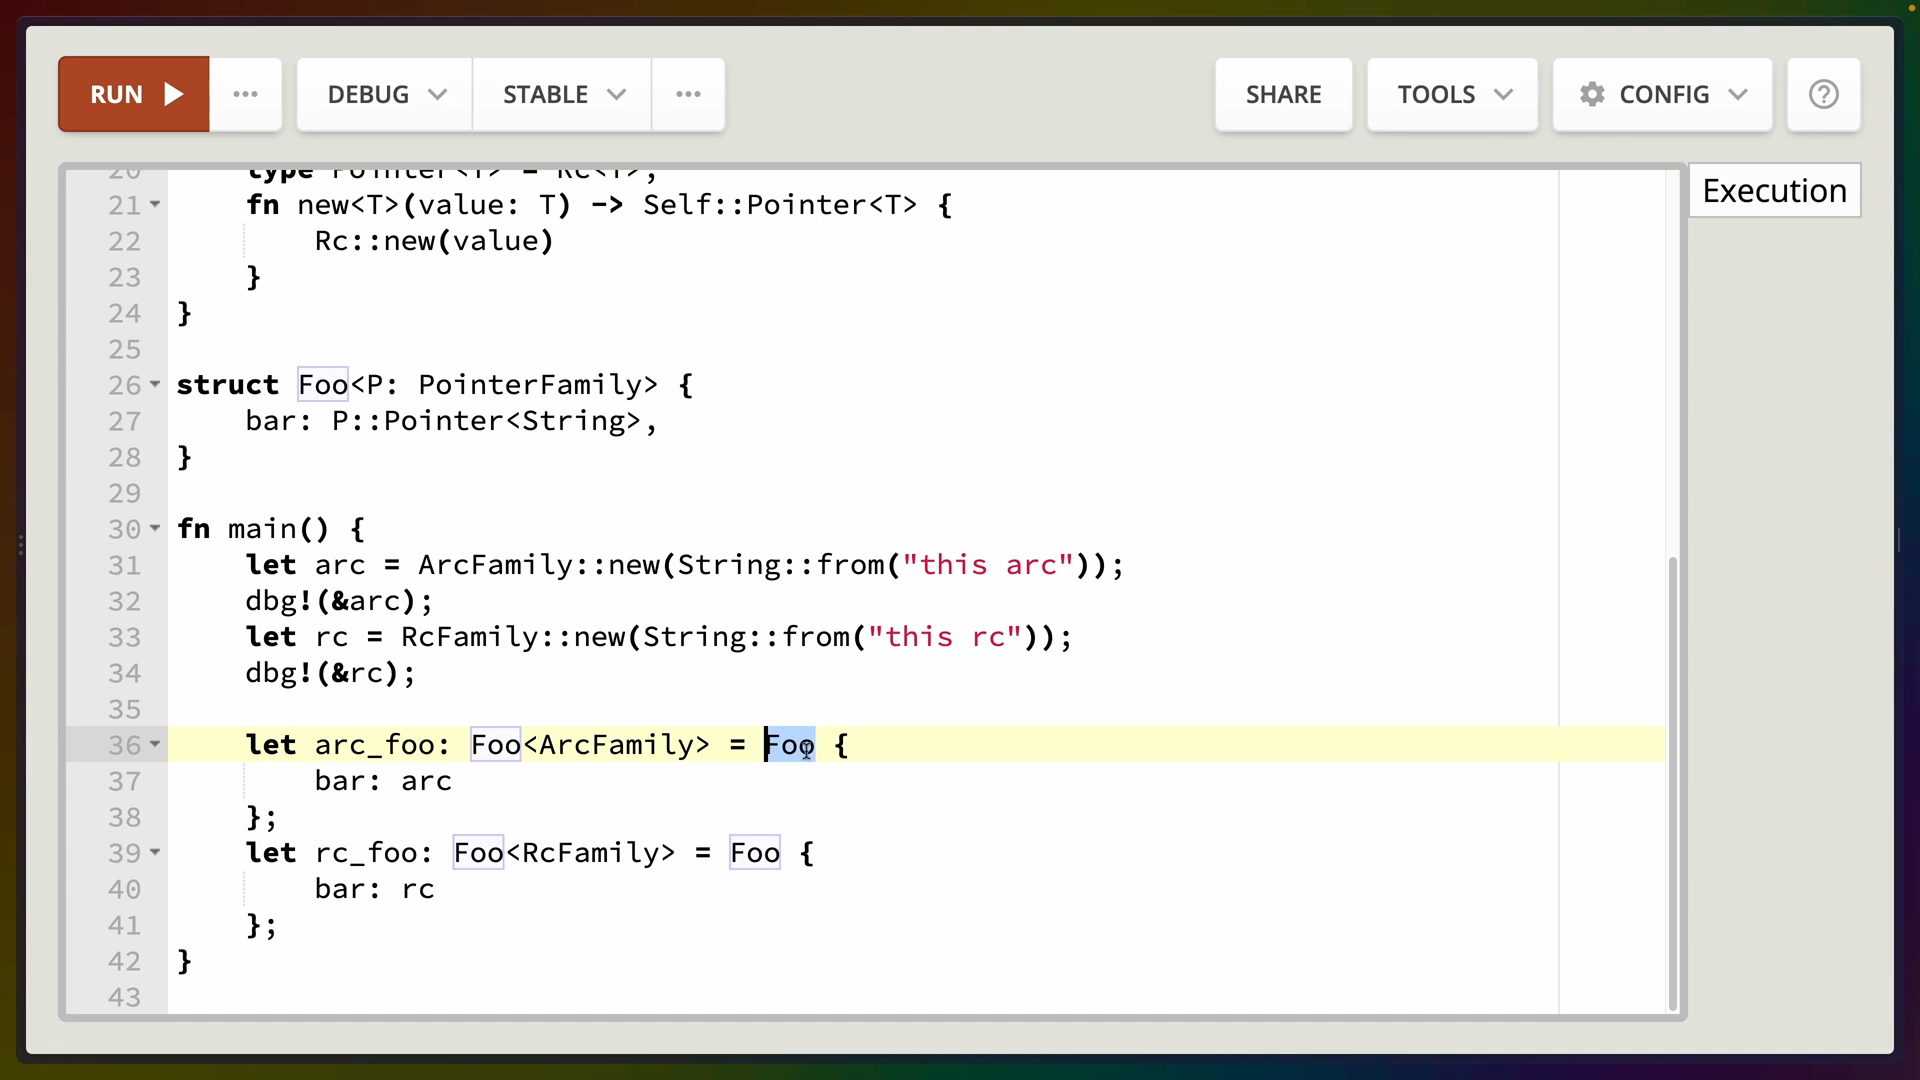 RUN ▶ ··· DEBUG STABLE ··· SHARE TOOLS CONFIG ?
Execution
20 type Pointer<T> = Rc<T>;
21 fn new<T>(value: T) -> Self::Pointer<T> {
22 Rc::new(value)
23 }
24 }
25
26 struct Foo<P: PointerFamily> {
27 bar: P::Pointer<String>,
28 }
29
30 fn main() {
31 let arc = ArcFamily::new(String::from("this arc"));
32 dbg!(&arc);
33 let rc = RcFamily::new(String::from("this rc"));
34 dbg!(&rc);
35
36 let arc_foo: Foo<ArcFamily> = Foo {
37 bar: arc
38 };
39 let rc_foo: Foo<RcFamily> = Foo {
40 bar: rc
41 };
42 }
43